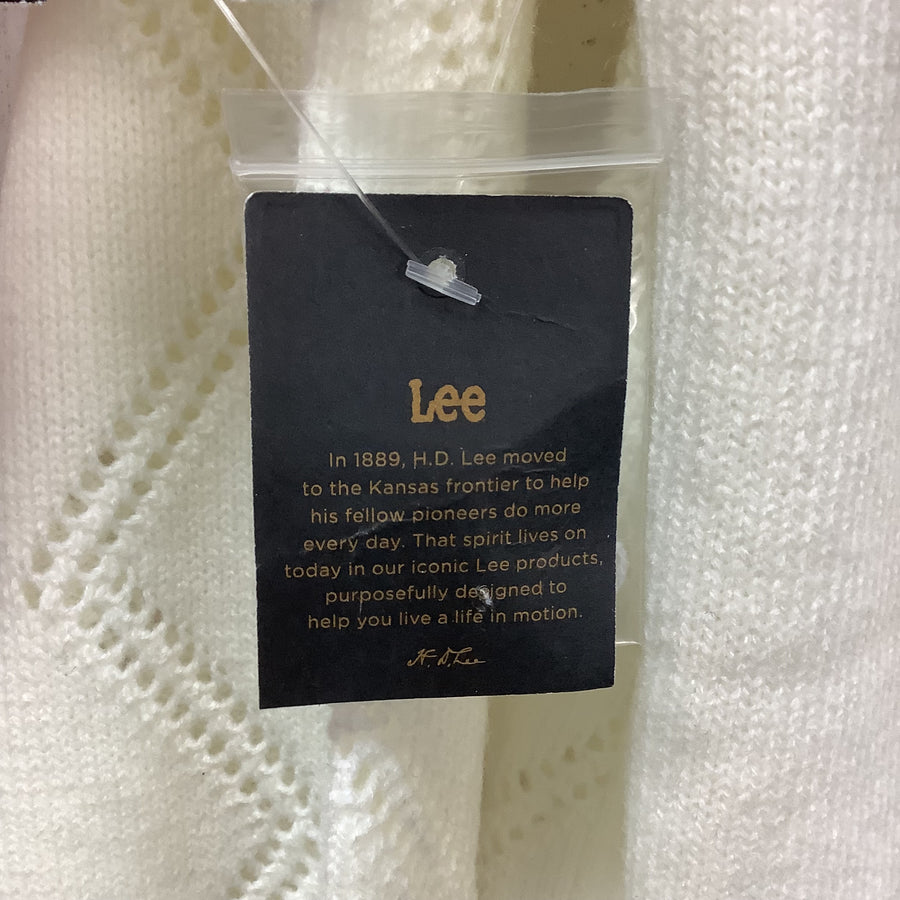 Lee
In 1889, H.D. Lee moved
to the Kansas frontier to help
his fellow pioneers do more
every day. That spirit lives on
today in our iconic Lee products,
purposefully designed to
help you live a life in motion.
H. D. Lee